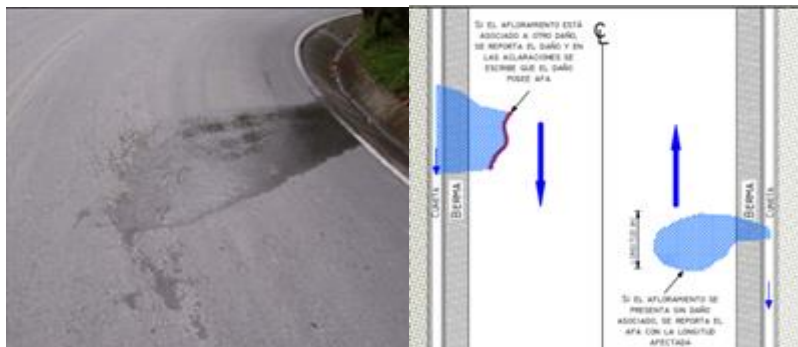 SI EL AFLORAMIENTO ESTÁ
ASOCIADO A OTRO DAÑO,
SE REPORTA EL DAÑO Y EN
LAS ACLARACIONES SE
ESCRIBE QUE EL DAÑO
POSEE AFA
CL
CUNETA
BERMA
BERMA
CUNETA
LONGITUD (M)
SI EL AFLORAMIENTO SE
PRESENTA SIN DAÑO
ASOCIADO, SE REPORTA EL
AFA CON LA LONGITUD
AFECTADA